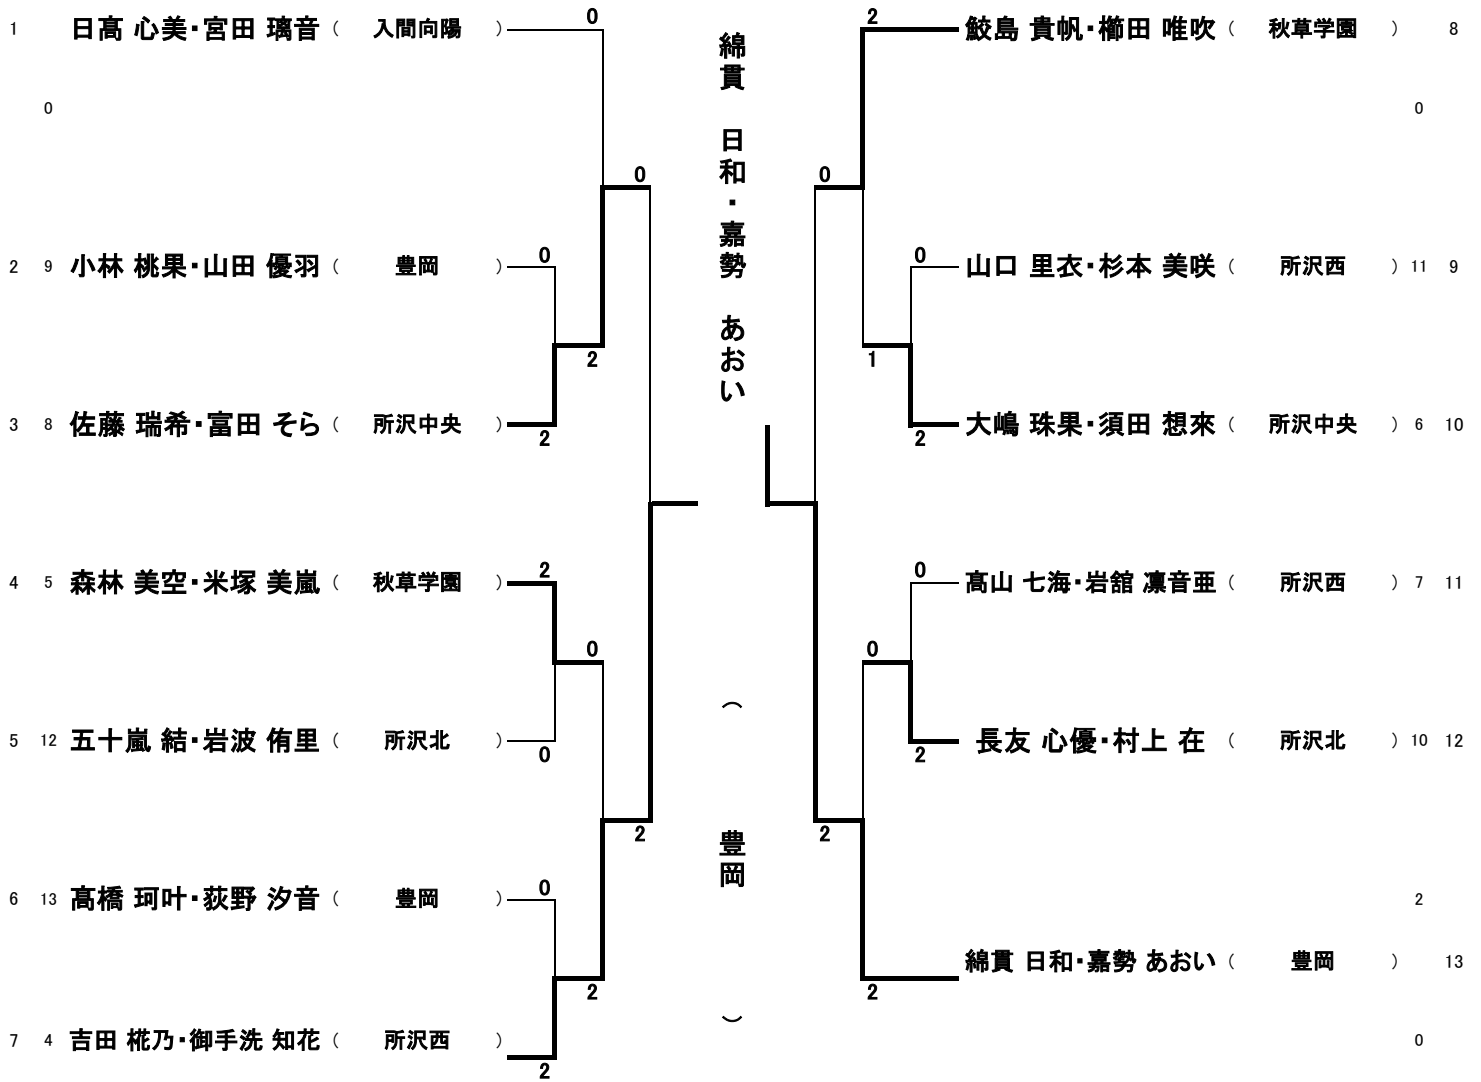 1 日髙 心美・宮田 璃音（ 入間向陽 ）
0
0
2 9 小林 桃果・山田 優羽（ 豊岡 ）
0
3 8 佐藤 瑞希・富田 そら（ 所沢中央 ）
2
2
0
4 5 森林 美空・米塚 美嵐（ 秋草学園 ）
2
0
5 12 五十嵐 結・岩波 侑里（ 所沢北 ）
0
2
6 13 髙橋 珂叶・荻野 汐音（ 豊岡 ）
0
2
7 4 吉田 椛乃・御手洗 知花（ 所沢西 ）
2
綿貫 日和・嘉勢 あおい
（ 豊岡 ）
2
鮫島 貴帆・櫛田 唯吹（ 秋草学園 ） 8
0
0
0
山口 里衣・杉本 美咲（ 所沢西 ） 11 9
1
2
大嶋 珠果・須田 想來（ 所沢中央 ） 6 10
0
髙山 七海・岩舘 凛音亜（ 所沢西 ） 7 11
0
2
長友 心優・村上 在（ 所沢北 ） 10 12
2
2
綿貫 日和・嘉勢 あおい（ 豊岡 ） 13
2
0